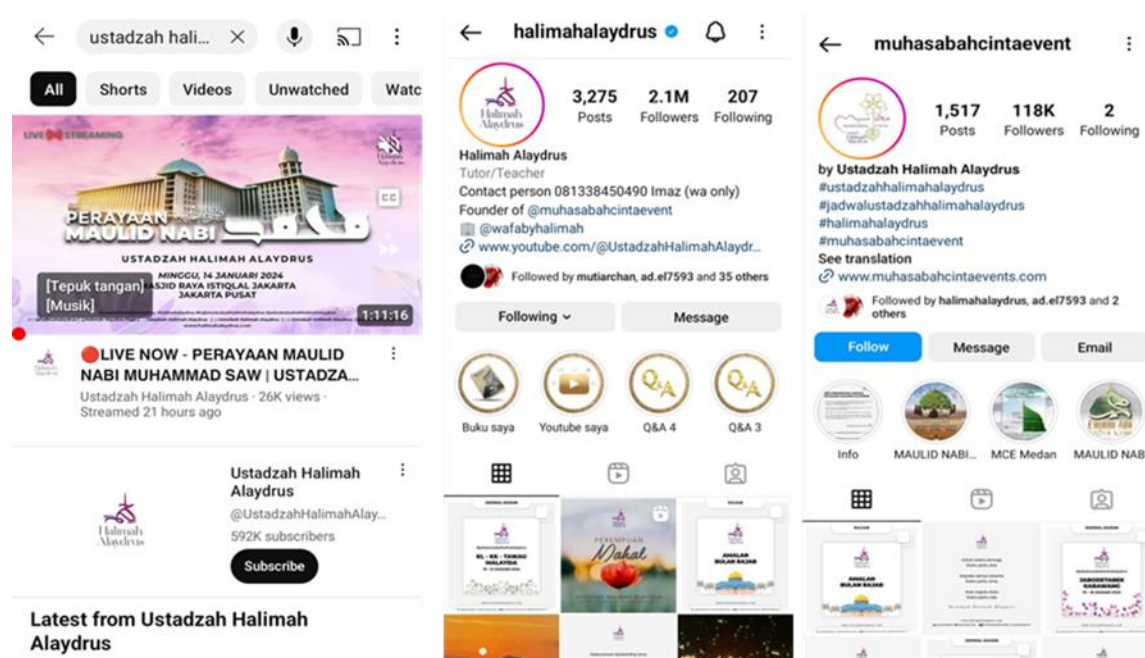 ustadzah hali...
All
Shorts
Videos
Unwatched
Watc
LIVE STREAMING
PERAYAAN
MAULID NABI
USTADZAH HALIMAH ALAYDRUS
MINGGU, 14 JANUARI 2024
MASJID RAYA ISTIQLAL JAKARTA
JAKARTA PUSAT
[Tepuk tangan]
[Musik]
CC
1:11:16
LIVE NOW - PERAYAAN MAULID
NABI MUHAMMAD SAW | USTADZA...
Ustadzah Halimah Alaydrus · 26K views ·
Streamed 21 hours ago
Halimah
Alaydrus
Ustadzah Halimah
Alaydrus
@UstadzahHalimahAlay...
592K subscribers
Subscribe
Latest from Ustadzah Halimah
Alaydrus
halimahalaydrus
Halimah
Alaydrus
3,275 2.1M 207
Posts Followers Following
Halimah Alaydrus
Tutor/Teacher
Contact person 081338450490 Imaz (wa only)
Founder of @muhasabahcintaevent
@wafabyhalimah
www.youtube.com/@UstadzahHalimahAlaydr...
Followed by mutiarchan, ad.el7593 and 35 others
Following
Message
Buku saya
Youtube saya
Q&A
Q&A 4
Q&A
Q&A 3
KL - KK - TAWAU
MALAYSIA
PEREMPUAN
Mahal
AMALAN
BULAN RAJAB
muhasabahcintaevent
1,517 118K 2
Posts Followers Following
by Ustadzah Halimah Alaydrus
#ustadzahhalimahalaydrus
#jadwalustadzahhalimahalaydrus
#halimahalaydrus
#muhasabahcintaevent
See translation
www.muhasabahcintaevents.com
Followed by halimahalaydrus, ad.el7593 and 2
others
Follow
Message
Email
Info
MAULID NABI...
MCE Medan
MAULID NAB
AMALAN
BULAN RAJAB
JABODETABEK
KARAWANG